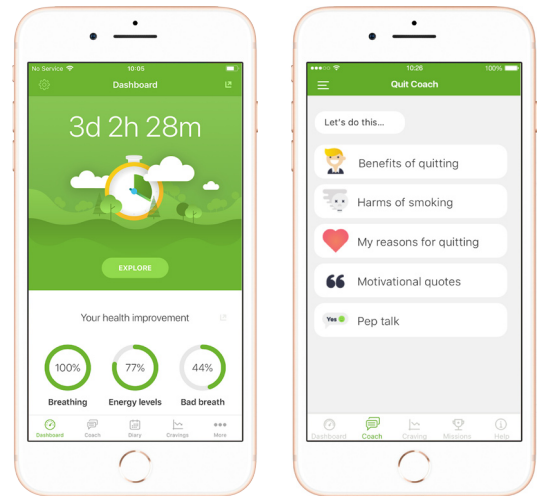 No Service
10:05
Dashboard
3d 2h 28m
EXPLORE
Your health improvement
100%
77%
44%
Breathing
Energy levels
Bad breath
Dashboard
Coach
Diary
Cravings
More
10:26
100%
Quit Coach
Let's do this...
Benefits of quitting
Harms of smoking
My reasons for quitting
Motivational quotes
Yes
Pep talk
Dashboard
Coach
Craving
Missions
Help